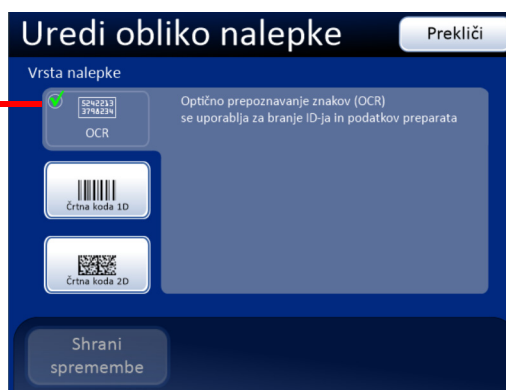 Uredi obliko nalepke
Prekliči
Vrsta nalepke
5242213
3798234
OCR
Optično prepoznavanje znakov (OCR)
se uporablja za branje ID-ja in podatkov preparata
Črtna koda 1D
Črtna koda 2D
Shrani
spremembe